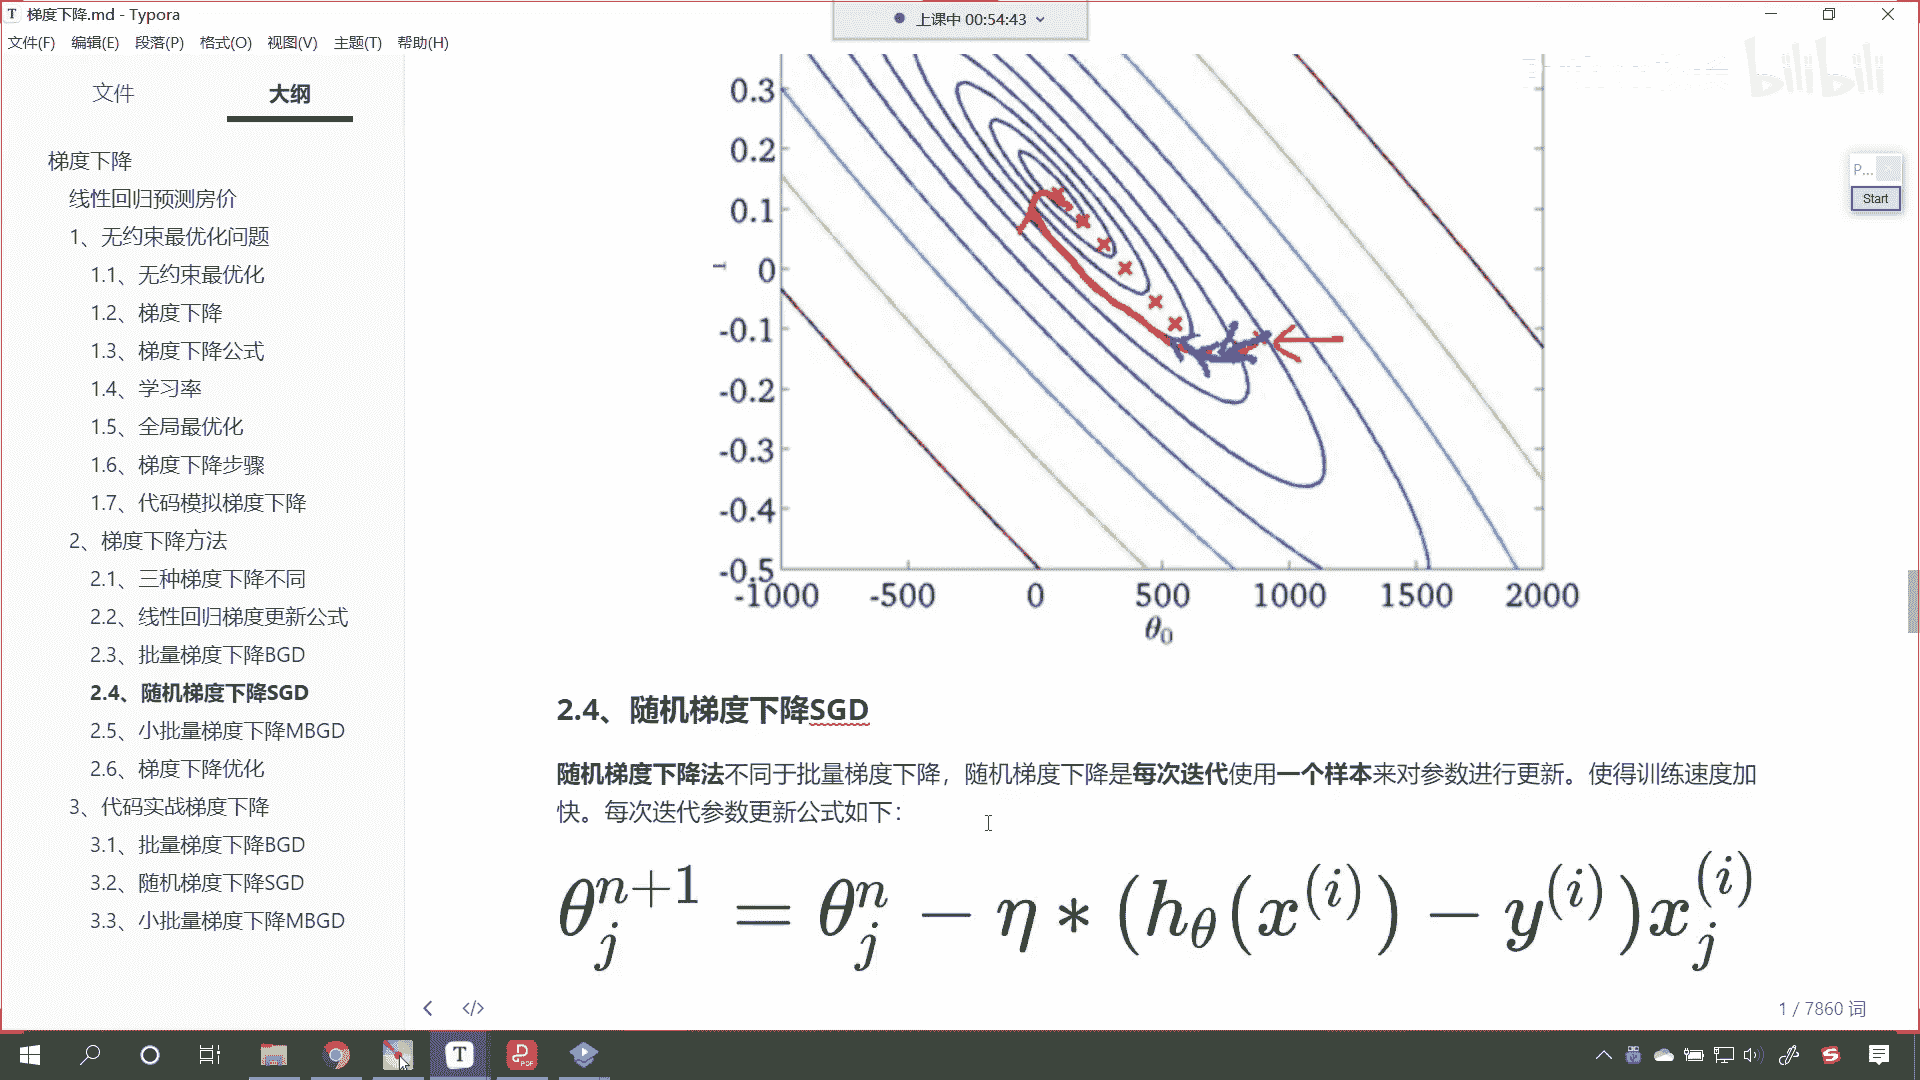 梯度下降.md - Typora
上课中 00:54:43
文件(F) 编辑(E) 段落(P) 格式(O) 视图(V) 主题(T) 帮助(H)
文件 大纲
梯度下降
线性回归预测房价
1、无约束最优化问题
1.1、无约束最优化
1.2、梯度下降
1.3、梯度下降公式
1.4、学习率
1.5、全局最优化
1.6、梯度下降步骤
1.7、代码模拟梯度下降
2、梯度下降方法
2.1、三种梯度下降不同
2.2、线性回归梯度更新公式
2.3、批量梯度下降BGD
2.4、随机梯度下降SGD
2.5、小批量梯度下降MBGD
2.6、梯度下降优化
3、代码实战梯度下降
3.1、批量梯度下降BGD
3.2、随机梯度下降SGD
3.3、小批量梯度下降MBGD
bilibili
P...
Start
0.3
0.2
0.1
0
-0.1
-0.2
-0.3
-0.4
-0.5
-1000 -500 0 500 1000 1500 2000
θ₀
2.4、随机梯度下降SGD
随机梯度下降法不同于批量梯度下降，随机梯度下降是每次迭代使用一个样本来对参数进行更新。使得训练速度加
快。每次迭代参数更新公式如下：
θ_j^{n+1} = θ_j^n − η * (h_θ(x^{(i)}) − y^{(i)})x_j^{(i)}
1 / 7860 词